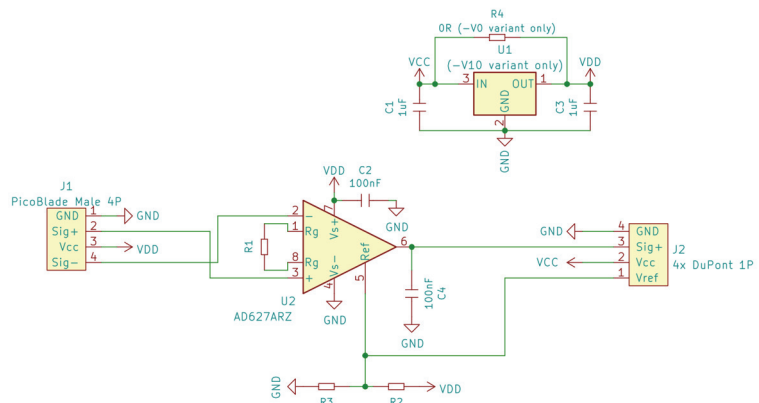 R4
0R (-V0 variant only)
U1
(-V10 variant only)
VCC
VDD
3 IN OUT 1
GND
2
C1
1uF
C3
1uF
GND
VDD
C2
100nF
GND
J1
PicoBlade Male 4P
GND 1 GND
Sig+ 2
Vcc 3 VDD
Sig- 4
R1
2 -
1 Rg
8 Rg
3 +
7
Vs+
Vs-
4
Ref
5
6
U2
AD627ARZ
GND
100nF
C4
GND
GND 4 GND
3 Sig+
VCC 2 Vcc
1 Vref
J2
4x DuPont 1P
GND
VDD
R3
R2